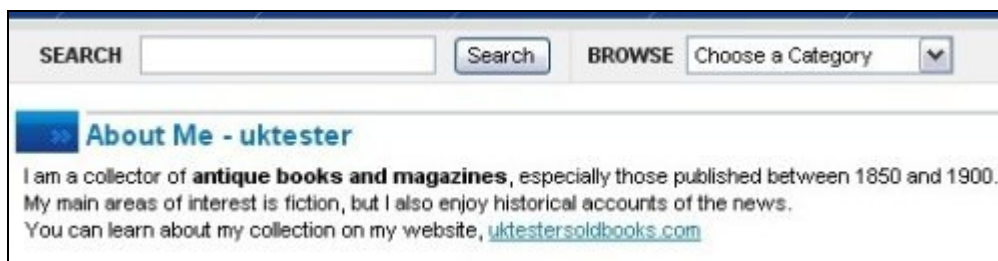 SEARCH Search BROWSE Choose a Category
About Me - uktester
I am a collector of antique books and magazines, especially those published between 1850 and 1900.
My main areas of interest is fiction, but I also enjoy historical accounts of the news.
You can learn about my collection on my website, uktestersoldbooks.com